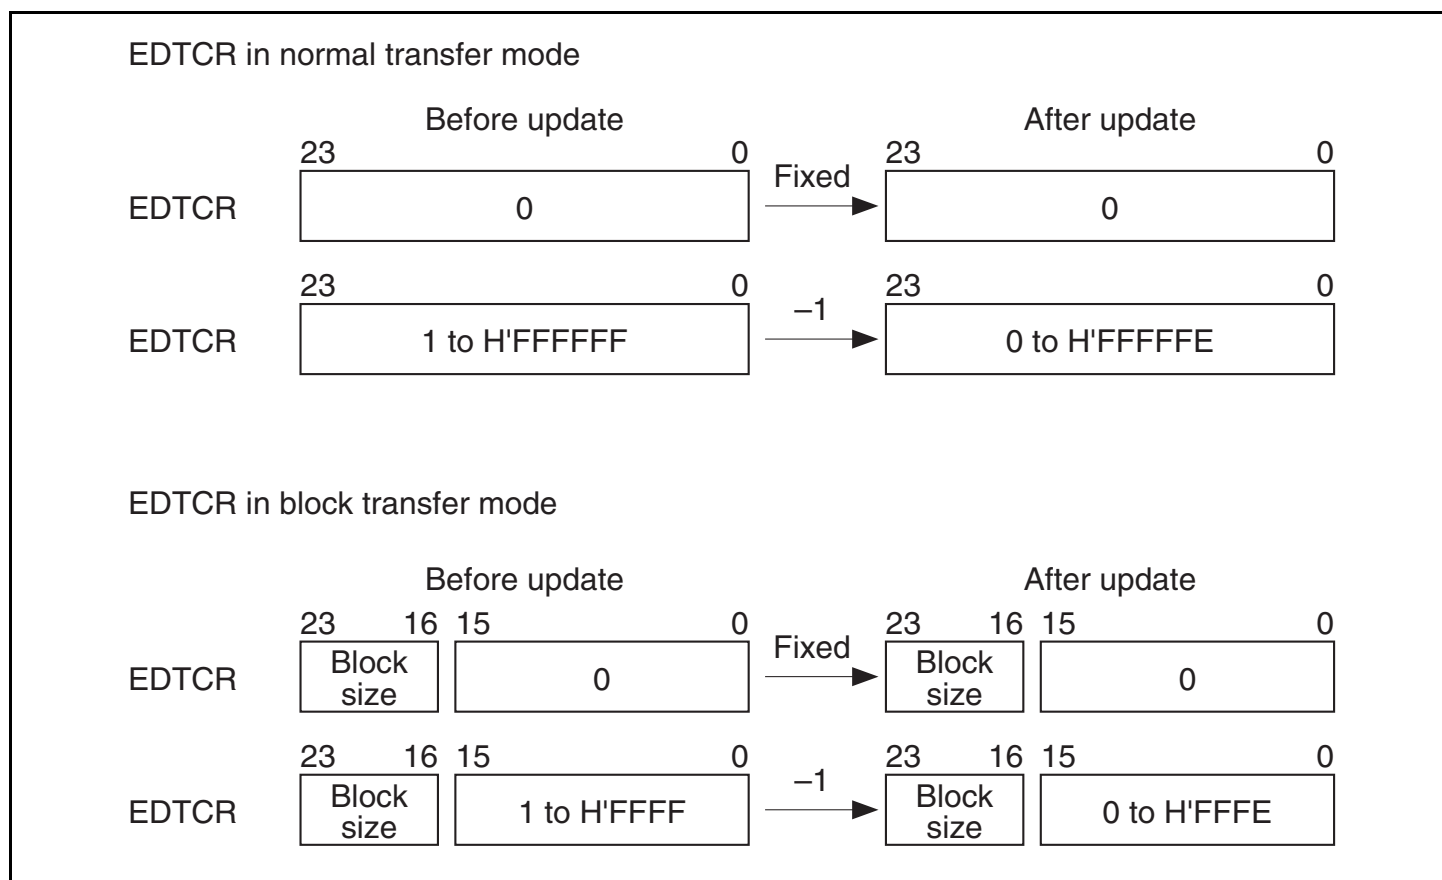 EDTCR in normal transfer mode
Before update After update
23 0 Fixed 23 0
EDTCR 0 0
23 0 –1 23 0
EDTCR 1 to H'FFFFFF 0 to H'FFFFFE
EDTCR in block transfer mode
Before update After update
23 16 15 0 Fixed 23 16 15 0
EDTCR Block size 0 Block size 0
23 16 15 0 –1 23 16 15 0
EDTCR Block size 1 to H'FFFF Block size 0 to H'FFFE